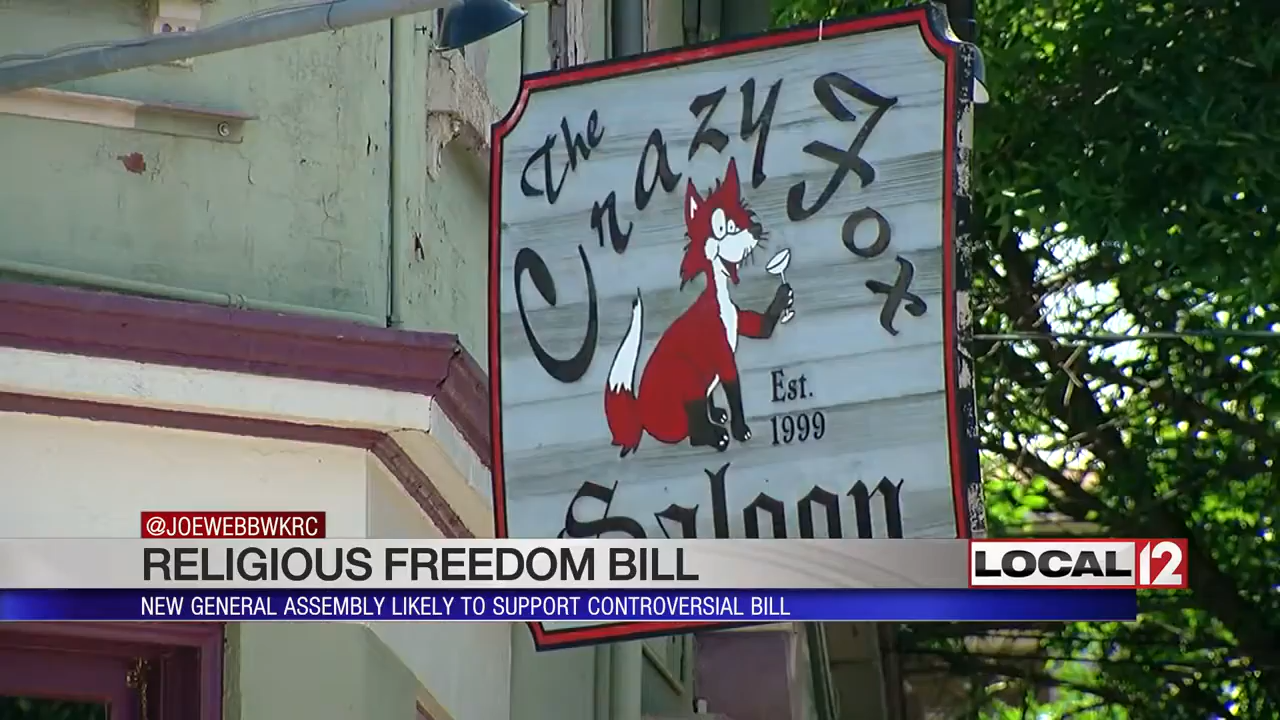 The Crazy Fox
Est.
1999
Saloon
@JOEWEBBWKRC
RELIGIOUS FREEDOM BILL
LOCAL 12
NEW GENERAL ASSEMBLY LIKELY TO SUPPORT CONTROVERSIAL BILL